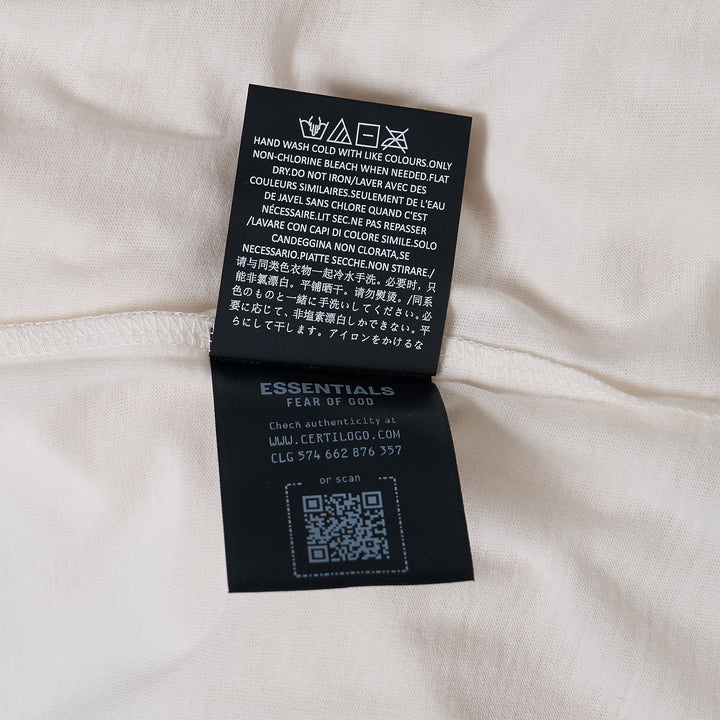 HAND WASH COLD WITH LIKE COLOURS.ONLY
NON-CHLORINE BLEACH WHEN NEEDED.FLAT
DRY.DO NOT IRON/LAVER AVEC DES
COULEURS SIMILAIRES.SEULEMENT DE L'EAU
DE JAVEL SANS CHLORE QUAND C'EST
NÉCESSAIRE.LIT SEC.NE PAS REPASSER
/LAVARE CON CAPI DI COLORE SIMILE.SOLO
CANDEGGINA NON CLORATA,SE
NECESSARIO.PIATTE SECCHE.NON STIRARE./
请与同类色衣物一起冷水手洗。必要时,只
能非氯漂白。平铺晒干。请勿熨烫。/同系
色のものと一緒に手洗いしてください。必
要に応じて、非塩素漂白しかできない。平
らにして干します。アイロンをかけるな
ESSENTIALS
FEAR OF GOD
Check authenticity at
WWW.CERTILOGO.COM
CLG 574 662 876 357
or scan